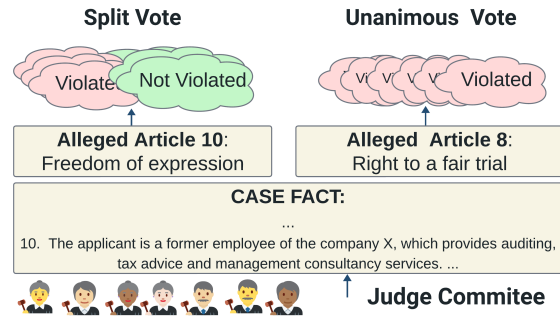 Split Vote
Unanimous Vote
Not Violated
Violated
Alleged Article 10:
Freedom of expression
Alleged Article 8:
Right to a fair trial
CASE FACT:
...
10. The applicant is a former employee of the company X, which provides auditing,
tax advice and management consultancy services. ...
Judge Commitee